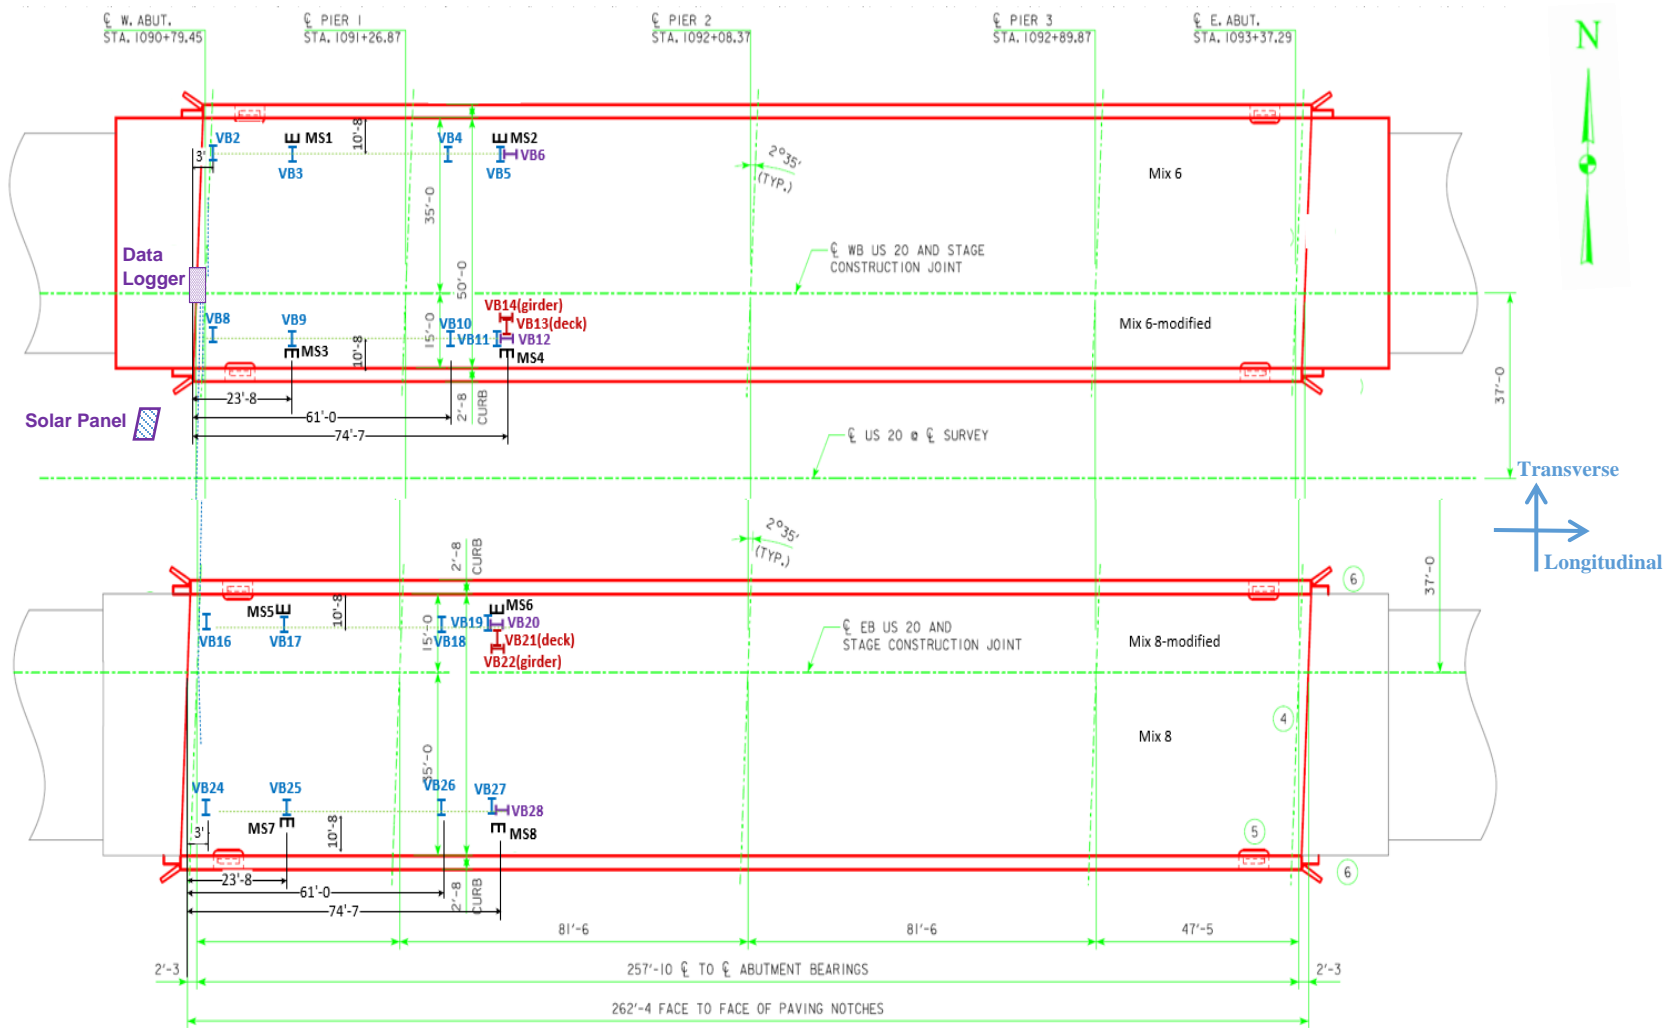 ℄ W. ABUT.
STA. 1090+79.45
℄ PIER 1
STA. 1091+26.87
℄ PIER 2
STA. 1092+08.37
℄ PIER 3
STA. 1092+89.87
℄ E. ABUT.
STA. 1093+37.29
N
VB2
MS1
10'-8
VB4
MS2
VB6
3'
VB3
VB5
2°35'
(TYP.)
Mix 6
35'-0
50'-0
Data
Logger
℄ WB US 20 AND STAGE
CONSTRUCTION JOINT
VB14(girder)
VB8
VB9
VB10
VB13(deck)
Mix 6-modified
VB11
VB12
15'-0
MS3
10'-8
MS4
23'-8
2'-8
CURB
37'-0
61'-0
Solar Panel
74'-7
℄ US 20 @ ℄ SURVEY
Transverse
Longitudinal
2°35'
(TYP.)
2'-8
CURB
37'-0
6
MS5
10'-8
MS6
VB19
VB20
VB16
VB17
15'-0
VB18
VB21(deck)
VB22(girder)
℄ EB US 20 AND
STAGE CONSTRUCTION JOINT
Mix 8-modified
4
Mix 8
35'-0
VB24
VB25
VB26
VB27
VB28
3'
MS7
10'-8
MS8
5
6
23'-8
61'-0
2'-8
CURB
74'-7
81'-6
81'-6
47'-5
2'-3
257'-10 ℄ TO ℄ ABUTMENT BEARINGS
2'-3
262'-4 FACE TO FACE OF PAVING NOTCHES